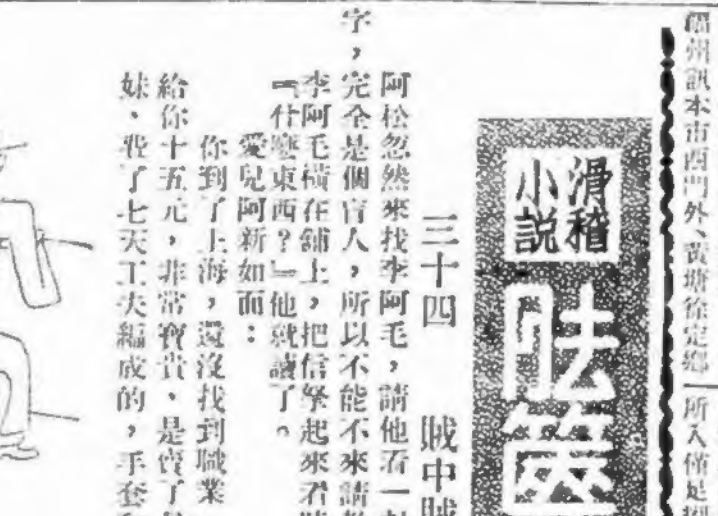 州訊本市西門外、黃塘徐定鄉
所入僅足
滑稽
小說
三十四 賊中賊
阿松忽然來找李阿毛，請他看一封
字，完全是個盲人，所以不能不來請
李阿毛橫在舖上，把信拏起來看
『什麼東西？』他就讀了。
愛兒阿新如面：
你到了上海，還沒找到職業
給你十五元，非常寶貴，是賣了
妹、費了七天工夫編成的，手套